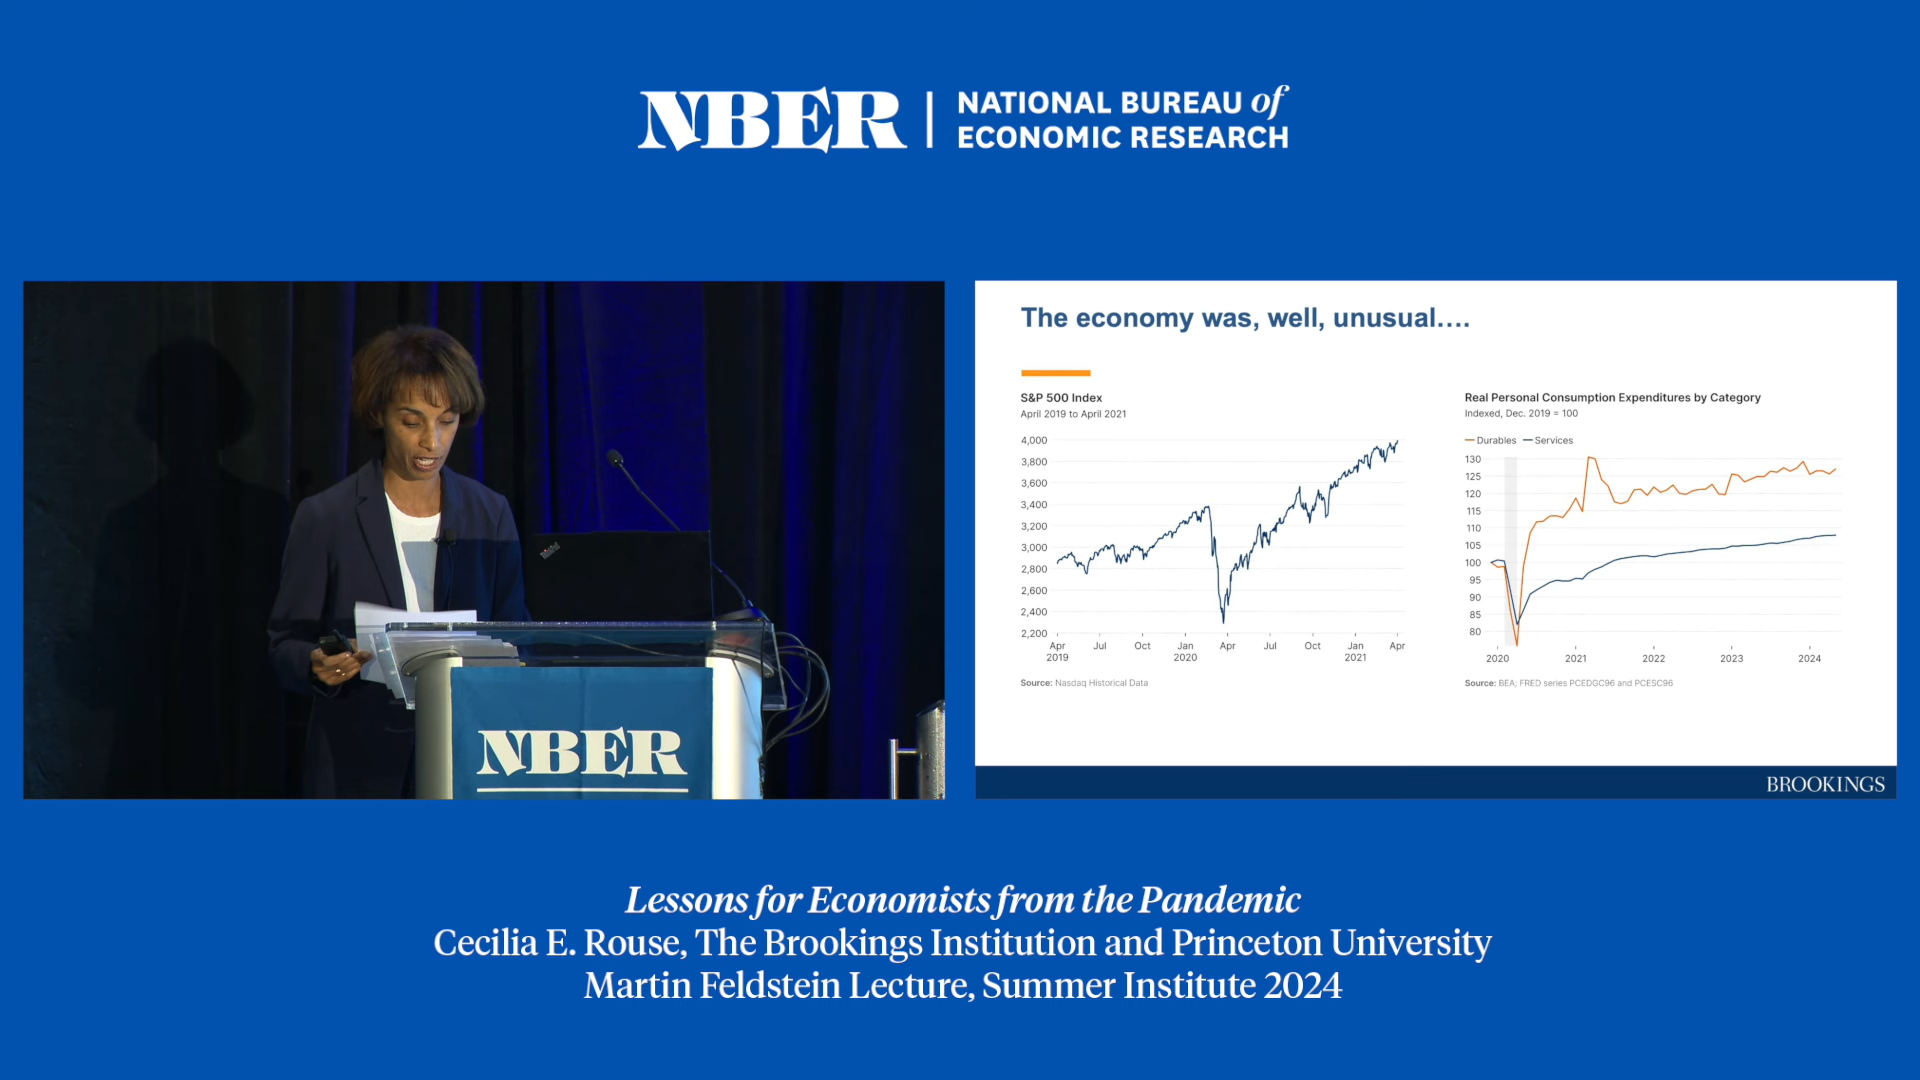 NBER | NATIONAL BUREAU of
ECONOMIC RESEARCH
NBER
The economy was, well, unusual….
S&P 500 Index
April 2019 to April 2021
4,000
3,800
3,600
3,400
3,200
3,000
2,800
2,600
2,400
2,200
Apr Jul Oct Jan Apr Jul Oct Jan Apr
2019 2020 2021
Source: Nasdaq Historical Data
Real Personal Consumption Expenditures by Category
Indexed, Dec. 2019 = 100
Durables Services
130
125
120
115
110
105
100
95
90
85
80
2020 2021 2022 2023 2024
Source: BEA; FRED series PCEDGC96 and PCESC96
BROOKINGS
Lessons for Economists from the Pandemic
Cecilia E. Rouse, The Brookings Institution and Princeton University
Martin Feldstein Lecture, Summer Institute 2024